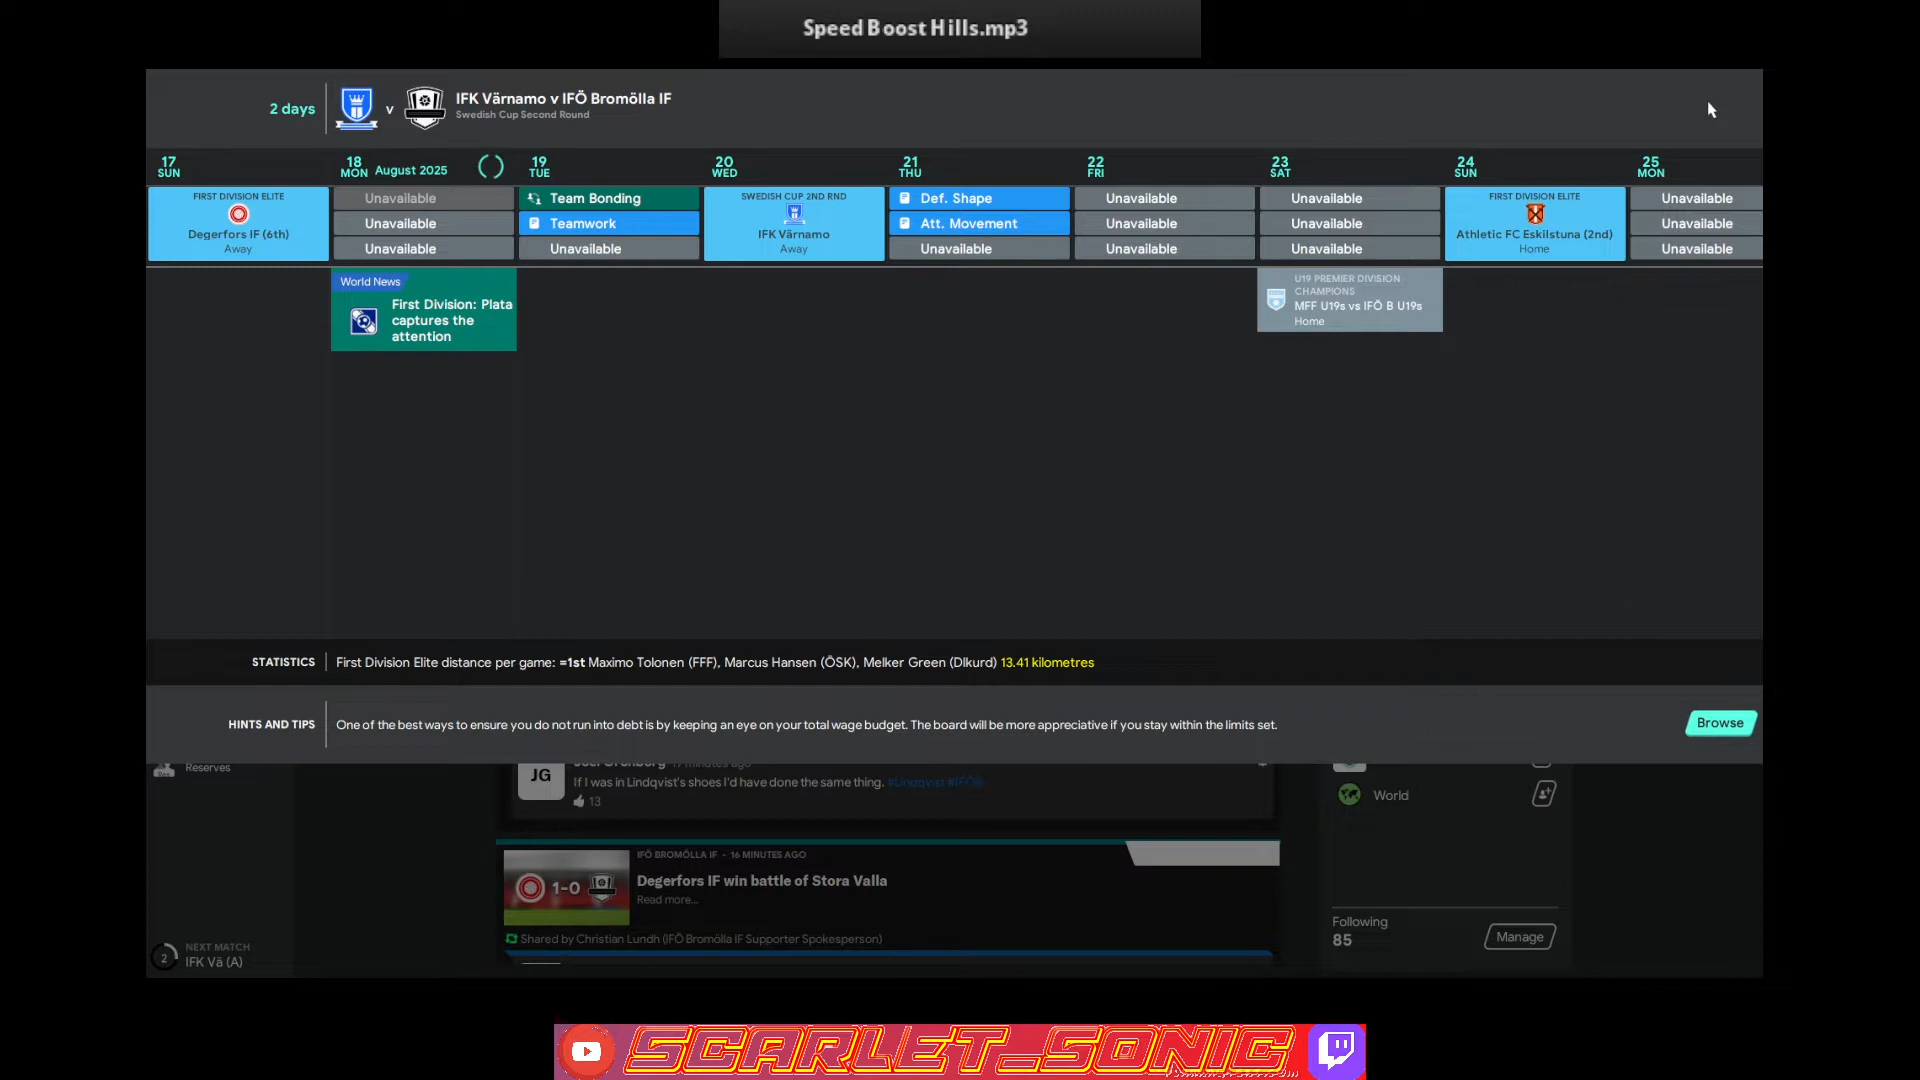 Speed Boost Hills.mp3
2 days
v
IFK Värnamo v IFÖ Bromölla IF
Swedish Cup Second Round
17
SUN
18
MON August 2025
19
TUE
20
WED
21
THU
22
FRI
23
SAT
24
SUN
25
MON
FIRST DIVISION ELITE
Degerfors IF (6th)
Away
Unavailable
Unavailable
Unavailable
Team Bonding
Teamwork
Unavailable
SWEDISH CUP 2ND RND
IFK Värnamo
Away
Def. Shape
Att. Movement
Unavailable
Unavailable
Unavailable
Unavailable
Unavailable
Unavailable
Unavailable
FIRST DIVISION ELITE
Athletic FC Eskilstuna (2nd)
Home
Unavailable
Unavailable
Unavailable
World News
First Division: Plata
captures the
attention
U19 PREMIER DIVISION
CHAMPIONS
MFF U19s vs IFÖ B U19s
Home
STATISTICS
First Division Elite distance per game: =1st Maximo Tolonen (FFF), Marcus Hansen (ÖSK), Melker Green (Dlkurd) 13.41 kilometres
HINTS AND TIPS
One of the best ways to ensure you do not run into debt is by keeping an eye on your total wage budget. The board will be more appreciative if you stay within the limits set.
Browse
Reserves
JG
17 minutes ago
If I was in Lindqvist's shoes I'd have done the same thing. #Lindqvist #IFÖB
13
World
IFÖ BROMÖLLA IF - 16 MINUTES AGO
1-0
Degerfors IF win battle of Stora Valla
Read more...
Shared by Christian Lundh (IFÖ Bromölla IF Supporter Spokesperson)
Following
85
Manage
NEXT MATCH
2
IFK Vä (A)
SCARLET_SONIC